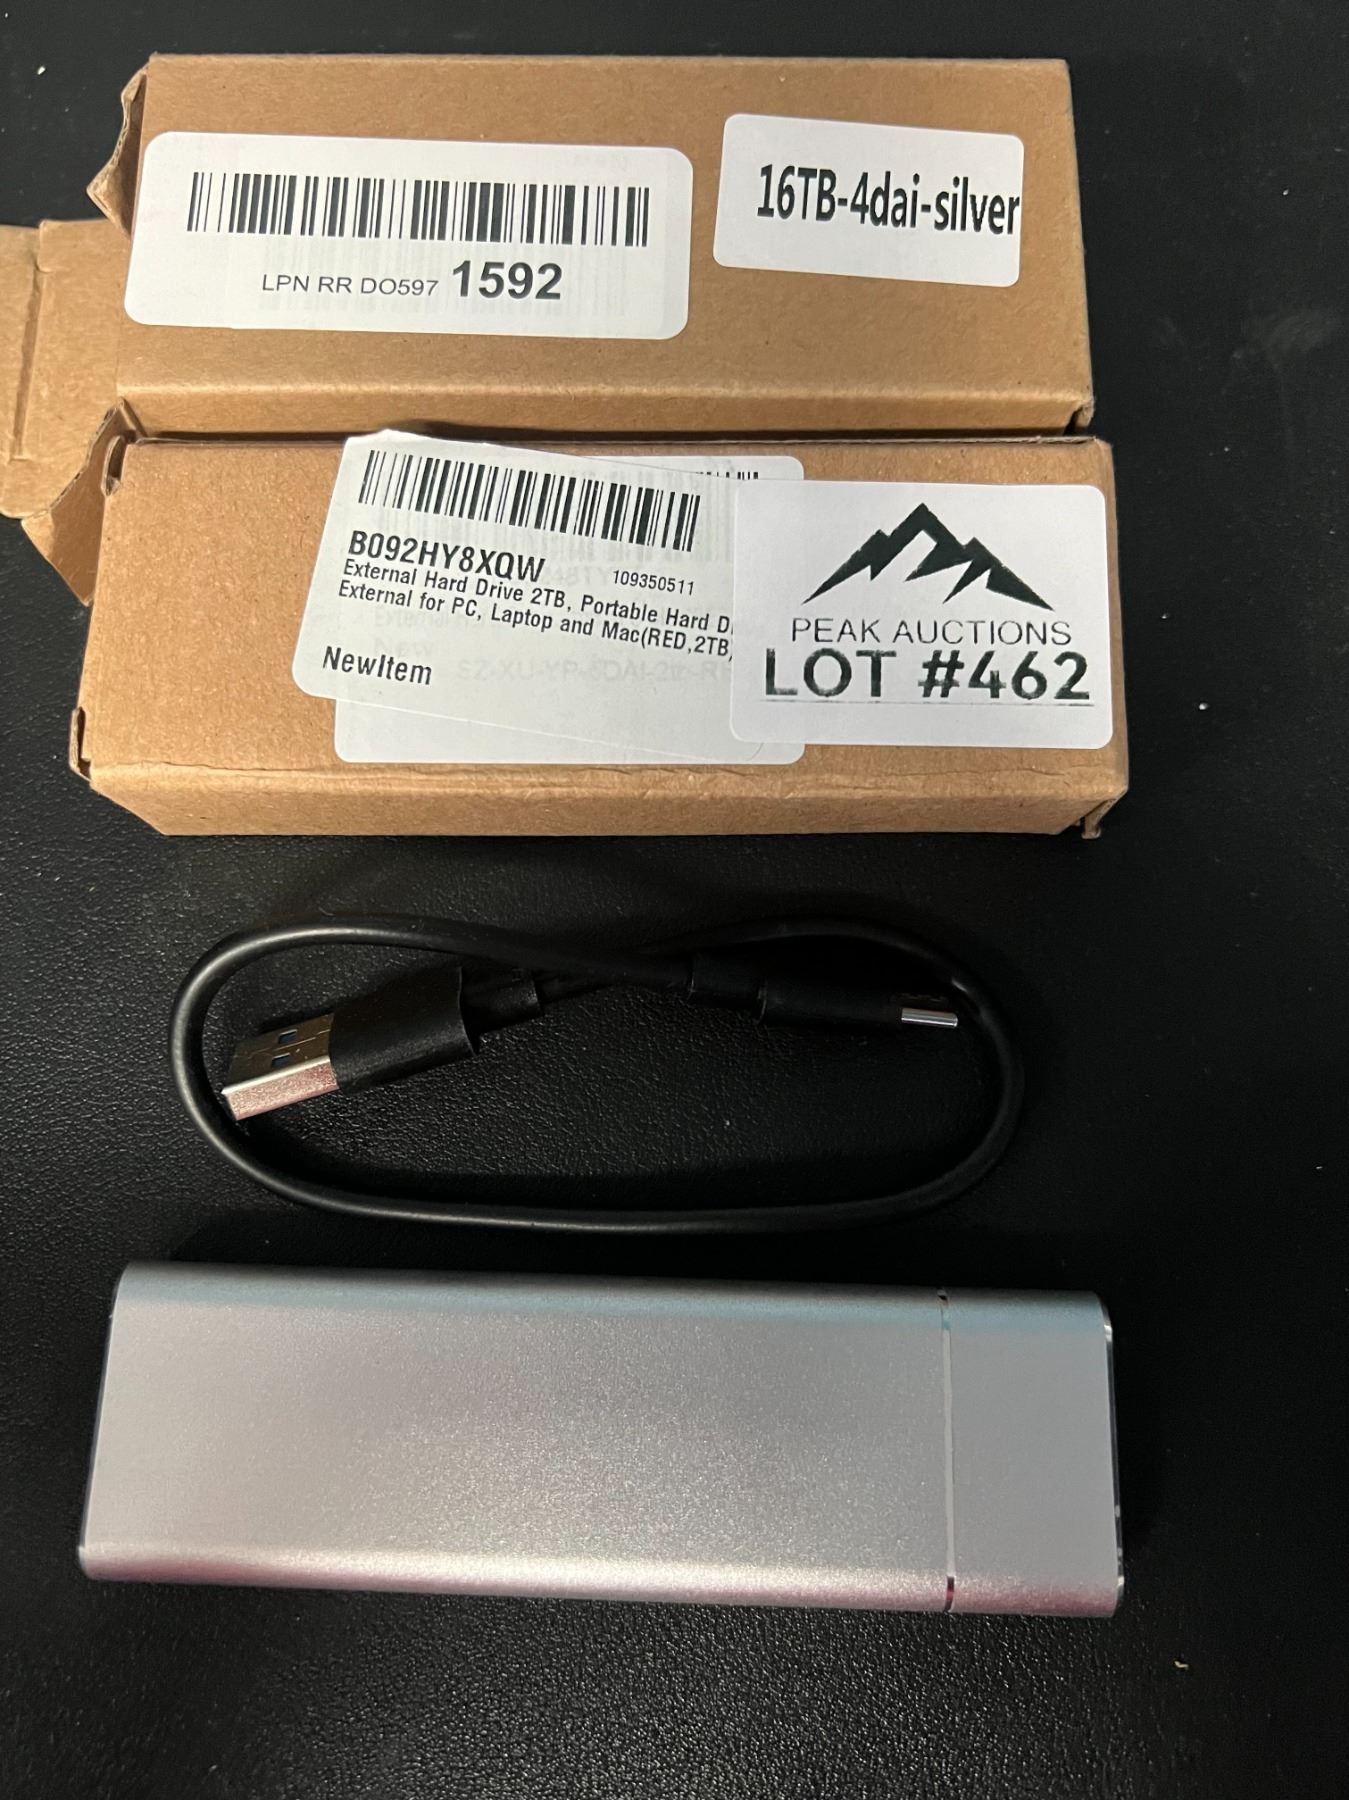 LPN RR DO597 1592
16TB-4dai-silver
B092HY8XQW
109350511
External Hard Drive 2TB, Portable Hard D
External for PC, Laptop and Mac(RED,2TB)
NewItem
PEAK AUCTIONS
LOT #462